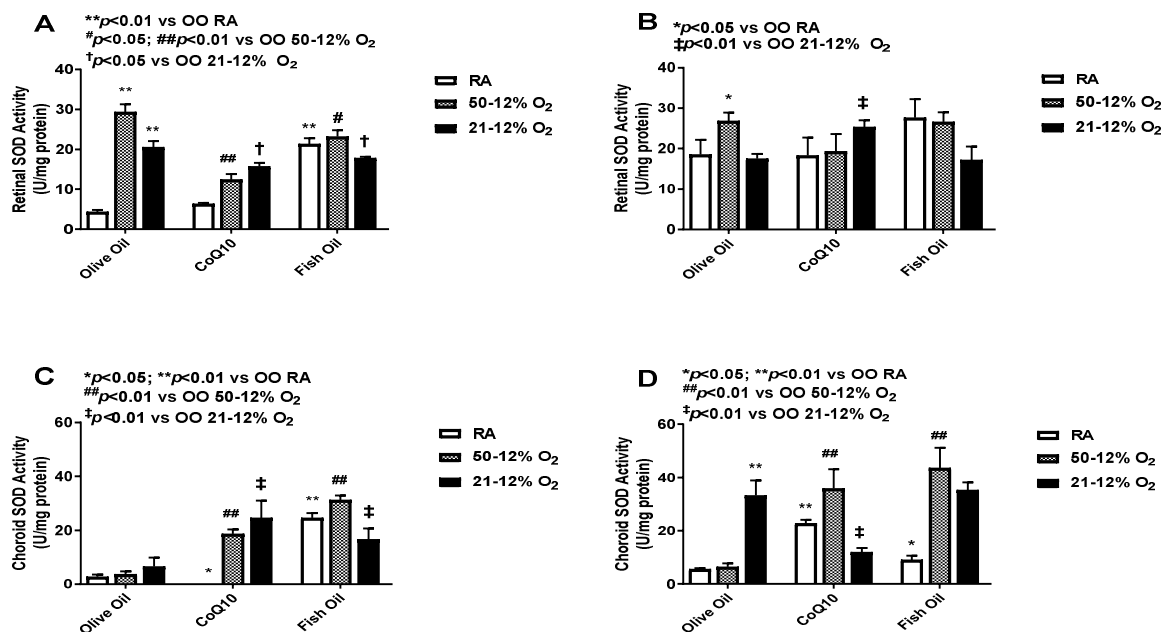 A
**p<0.01 vs OO RA
#p<0.05; ##p<0.01 vs OO 50-12% O2
†p<0.05 vs OO 21-12% O2
Retinal SOD Activity
(U/mg protein)
40
30
20
10
0
** ** ## † ** # †
Olive Oil CoQ10 Fish Oil
RA
50-12% O2
21-12% O2
B
*p<0.05 vs OO RA
‡p<0.01 vs OO 21-12% O2
Retinal SOD Activity
(U/mg protein)
40
30
20
10
0
* ‡
Olive Oil CoQ10 Fish Oil
RA
50-12% O2
21-12% O2
C
*p<0.05; **p<0.01 vs OO RA
##p<0.01 vs OO 50-12% O2
‡p<0.01 vs OO 21-12% O2
Choroid SOD Activity
(U/mg protein)
60
40
20
0
* ## ‡ ** ## ‡
Olive Oil CoQ10 Fish Oil
RA
50-12% O2
21-12% O2
D
*p<0.05; **p<0.01 vs OO RA
##p<0.01 vs OO 50-12% O2
‡p<0.01 vs OO 21-12% O2
Choroid SOD Activity
(U/mg protein)
60
40
20
0
** ** ## ‡ * ##
Olive Oil CoQ10 Fish Oil
RA
50-12% O2
21-12% O2